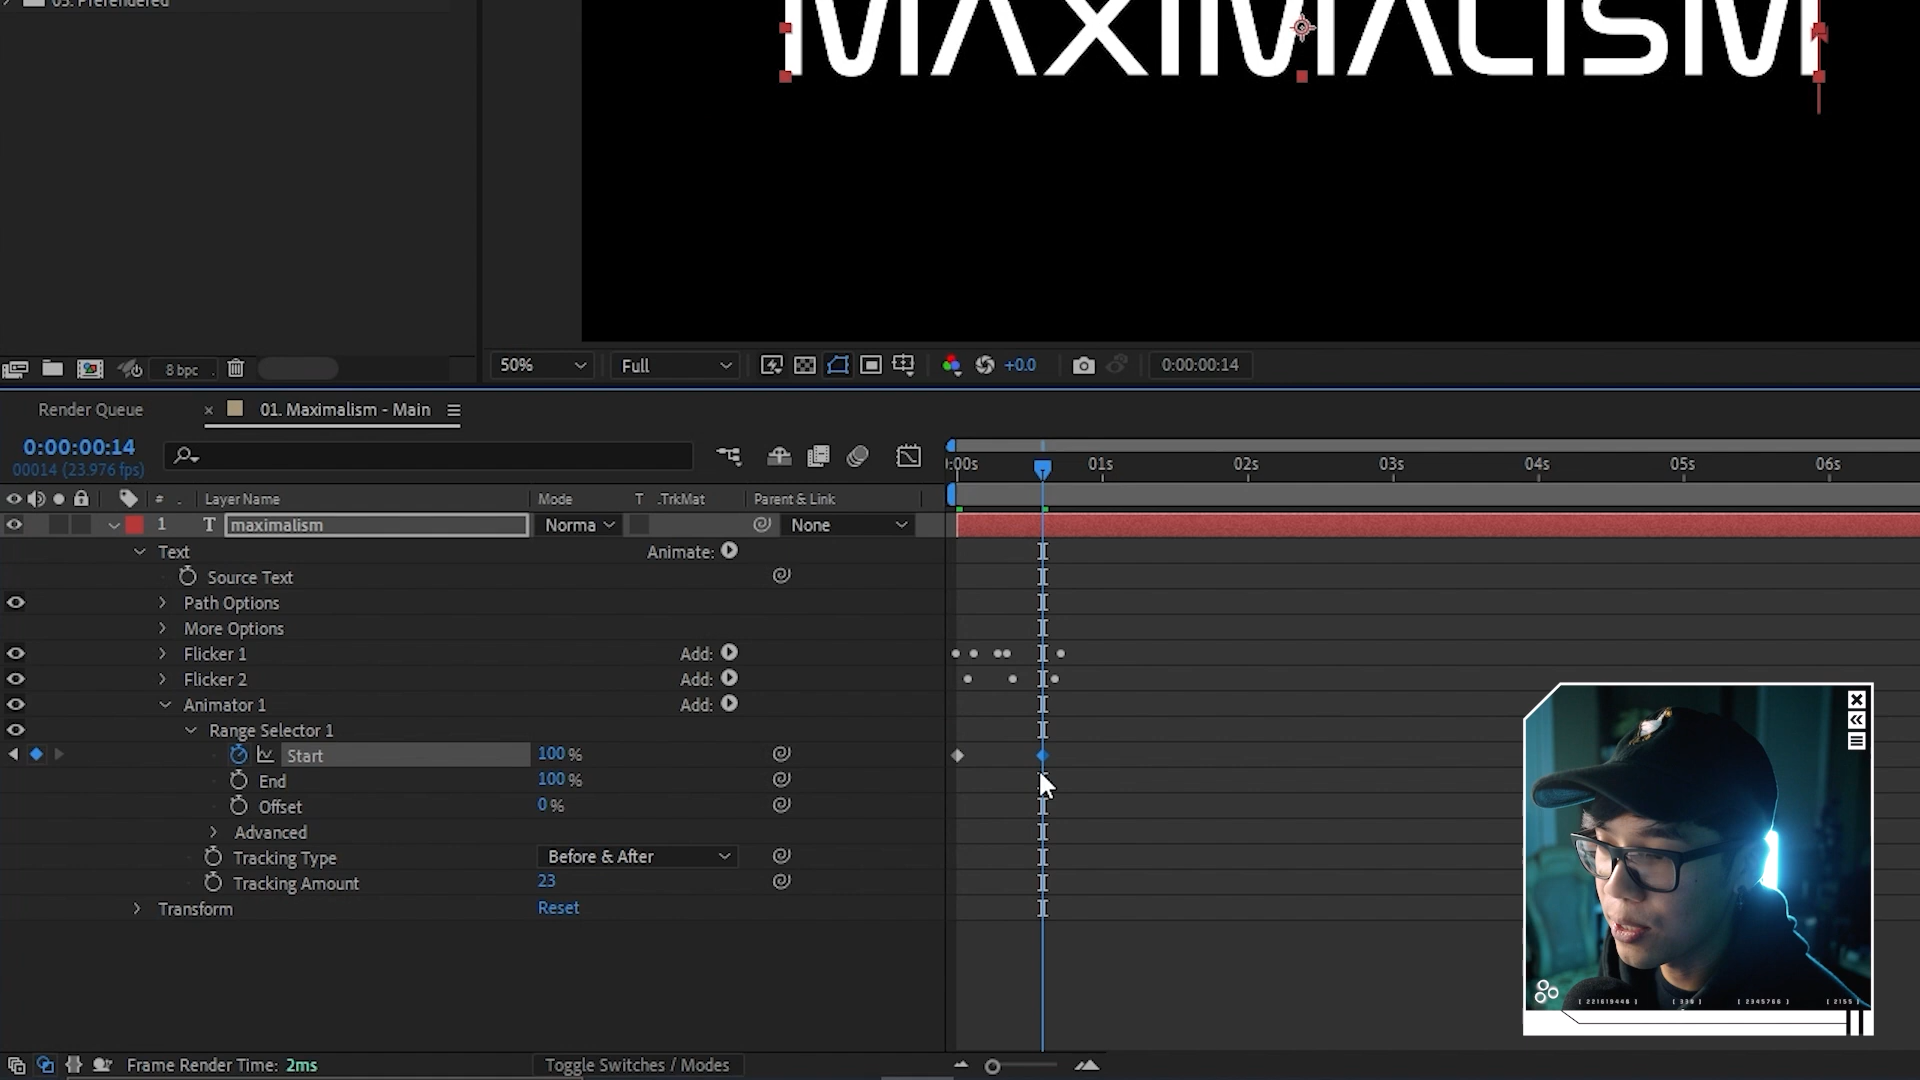 03. Prerendered
MAXIMALISM
8 bpc
50%
Full
+0.0
0:00:00:14
Render Queue
× 01. Maximalism - Main
0:00:00:14
00014 (23.976 fps)
:00s 01s 02s 03s 04s 05s 06s
# Layer Name Mode T .TrkMat Parent & Link
1 T maximalism Norma None
Text Animate:
Source Text
Path Options
More Options
Flicker 1 Add:
Flicker 2 Add:
Animator 1 Add:
Range Selector 1
Start 100 %
End 100 %
Offset 0 %
Advanced
Tracking Type Before & After
Tracking Amount 23
Transform Reset
[ 221619448 ] [ 336 ] [ 2345766 ] [ 2155 ]
Frame Render Time: 2ms
Toggle Switches / Modes